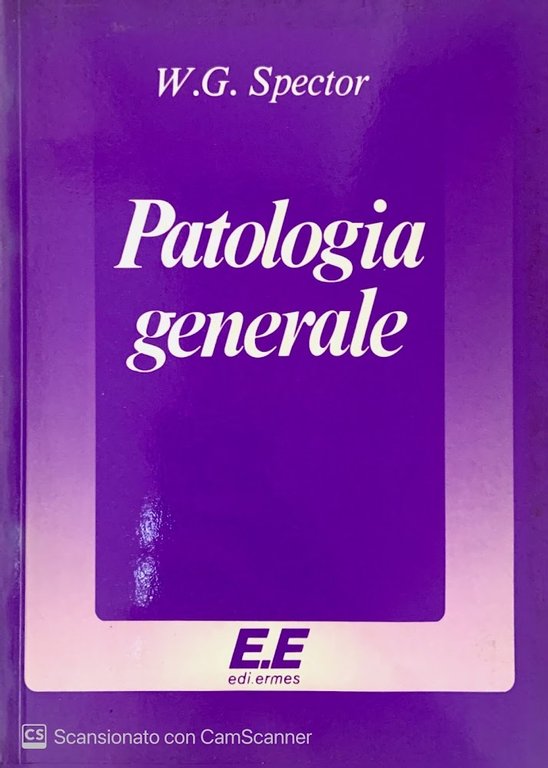 W.G. Spector
Patologia
generale
E.E
edi.ermes
CS Scansionato con CamScanner